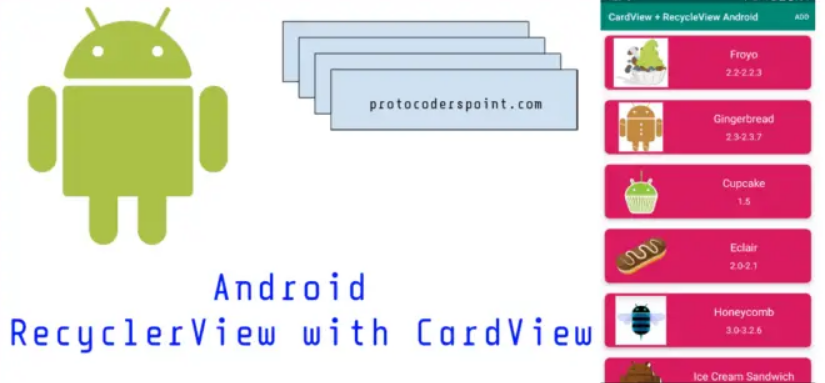 protocoderspoint.com
Android
RecyclerView with CardView
CardView + RecycleView Android ADD
Froyo
2.2-2.2.3
Gingerbread
2.3-2.3.7
Cupcake
1.5
Eclair
2.0-2.1
Honeycomb
3.0-3.2.6
Ice Cream Sandwich